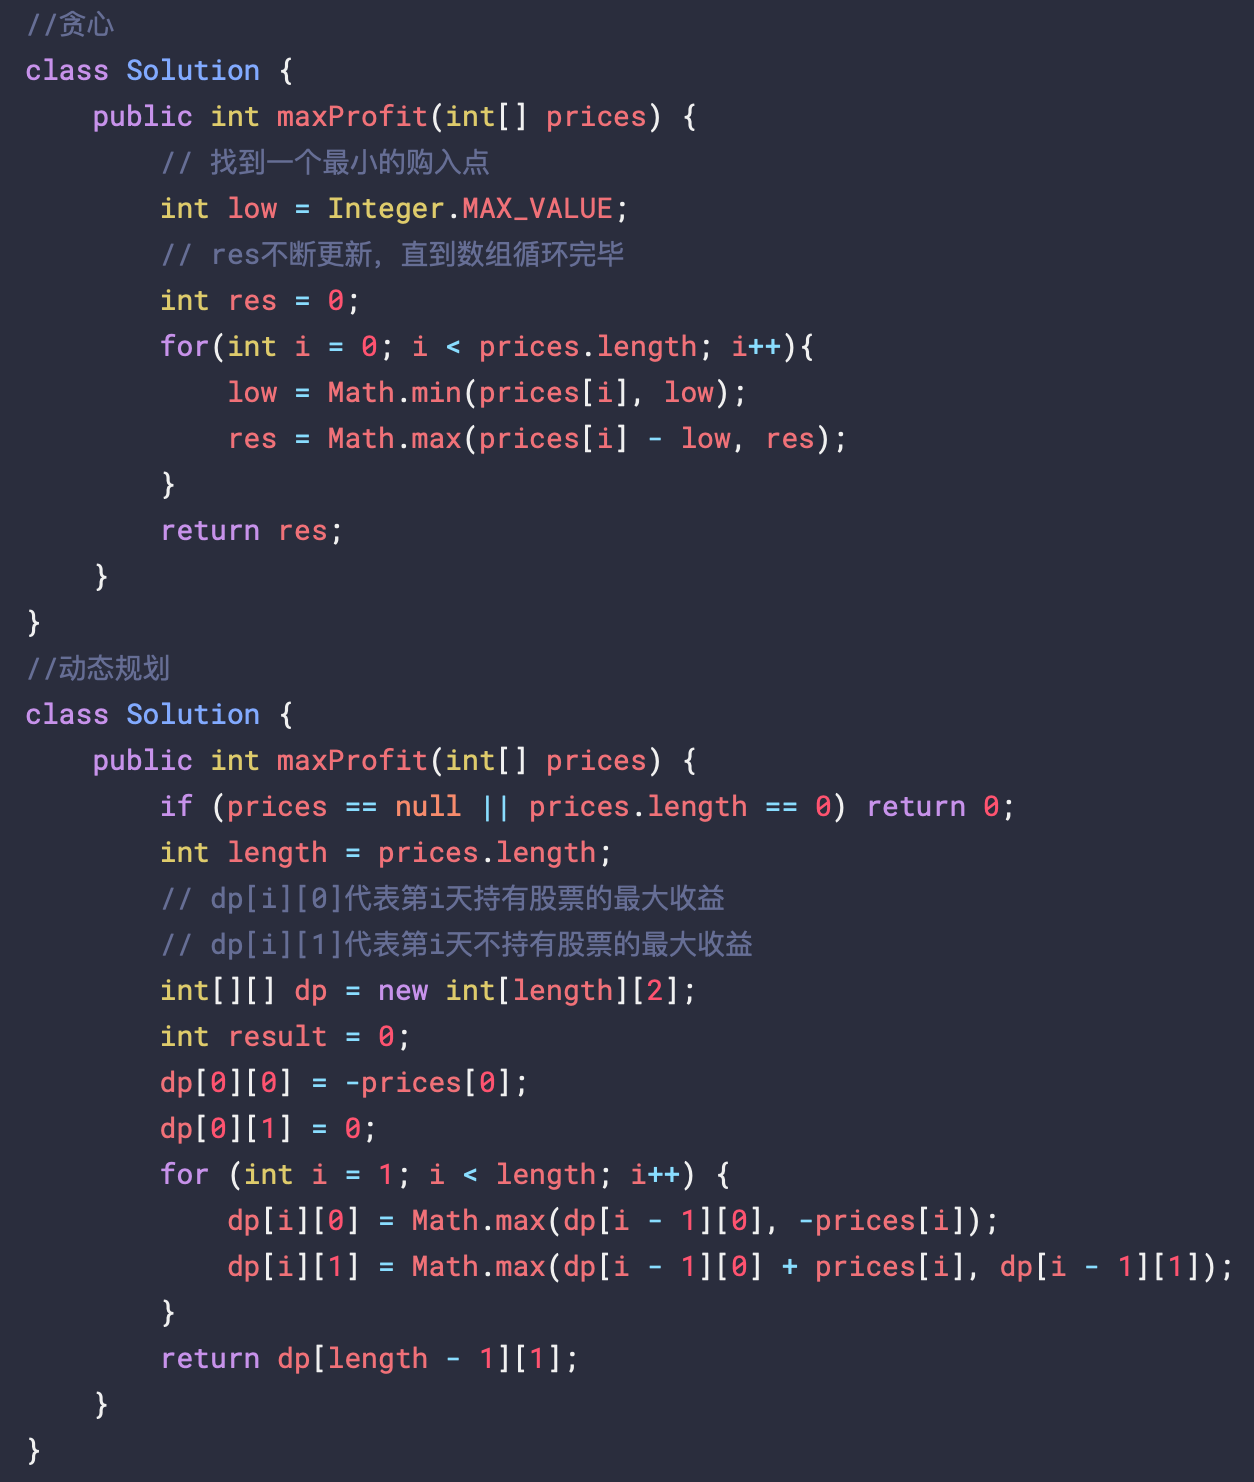 //贪心
class Solution {
    public int maxProfit(int[] prices) {
        // 找到一个最小的购入点
        int low = Integer.MAX_VALUE;
        // res不断更新，直到数组循环完毕
        int res = 0;
        for(int i = 0; i < prices.length; i++){
            low = Math.min(prices[i], low);
            res = Math.max(prices[i] - low, res);
        }
        return res;
    }
}
//动态规划
class Solution {
    public int maxProfit(int[] prices) {
        if (prices == null || prices.length == 0) return 0;
        int length = prices.length;
        // dp[i][0]代表第i天持有股票的最大收益
        // dp[i][1]代表第i天不持有股票的最大收益
        int[][] dp = new int[length][2];
        int result = 0;
        dp[0][0] = -prices[0];
        dp[0][1] = 0;
        for (int i = 1; i < length; i++) {
            dp[i][0] = Math.max(dp[i - 1][0], -prices[i]);
            dp[i][1] = Math.max(dp[i - 1][0] + prices[i], dp[i - 1][1]);
        }
        return dp[length - 1][1];
    }
}